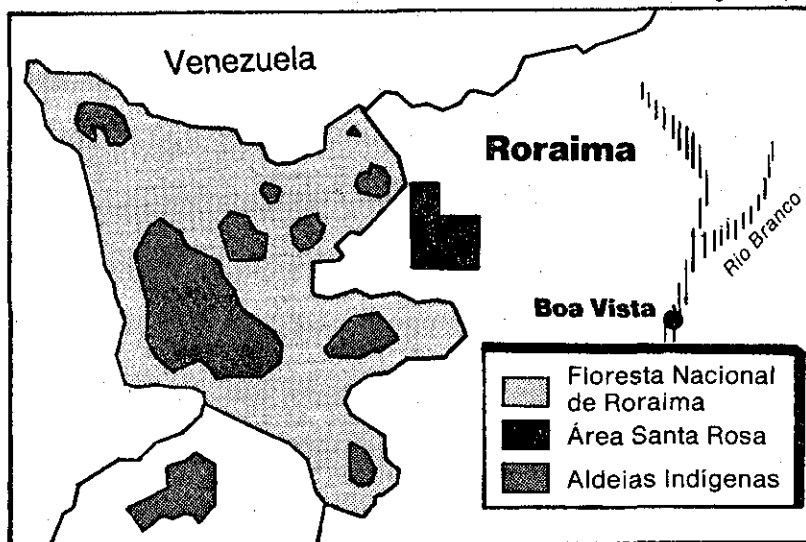 Venezuela
Roraima
Rio Branco
Boa Vista
Floresta Nacional
de Roraima
Área Santa Rosa
Aldeias Indígenas